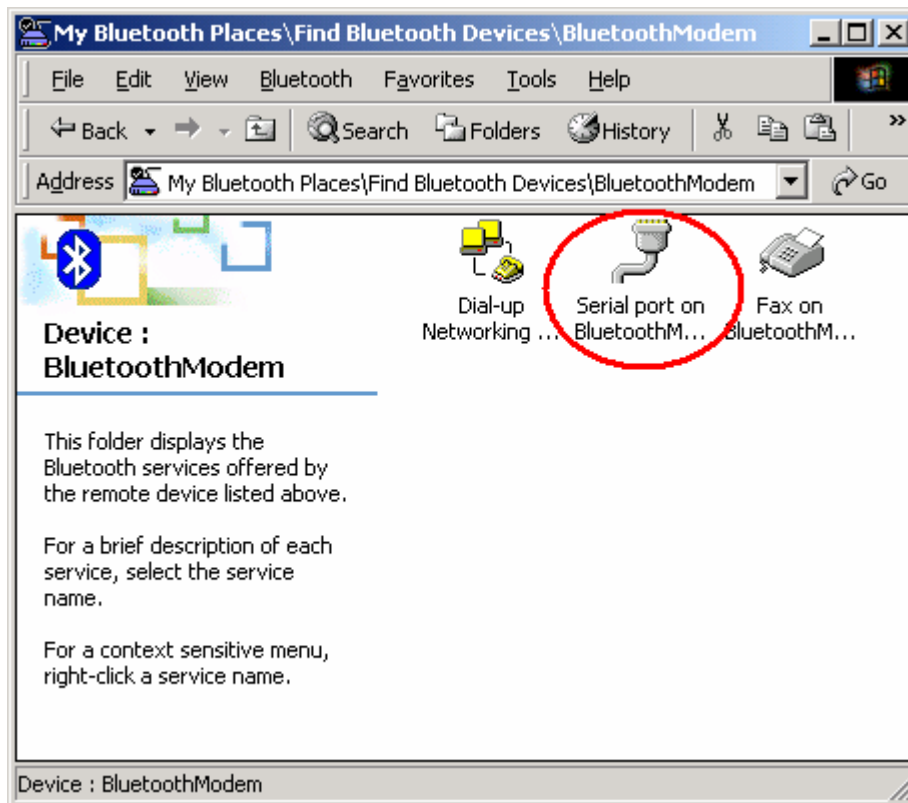 My Bluetooth Places\Find Bluetooth Devices\BluetoothModem
File Edit View Bluetooth Favorites Tools Help
Back Search Folders History »
Address My Bluetooth Places\Find Bluetooth Devices\BluetoothModem Go
Device :
BluetoothModem
This folder displays the
Bluetooth services offered by
the remote device listed above.
For a brief description of each
service, select the service
name.
For a context sensitive menu,
right-click a service name.
Dial-up
Networking ...
Serial port on
BluetoothM...
Fax on
BluetoothM...
Device : BluetoothModem